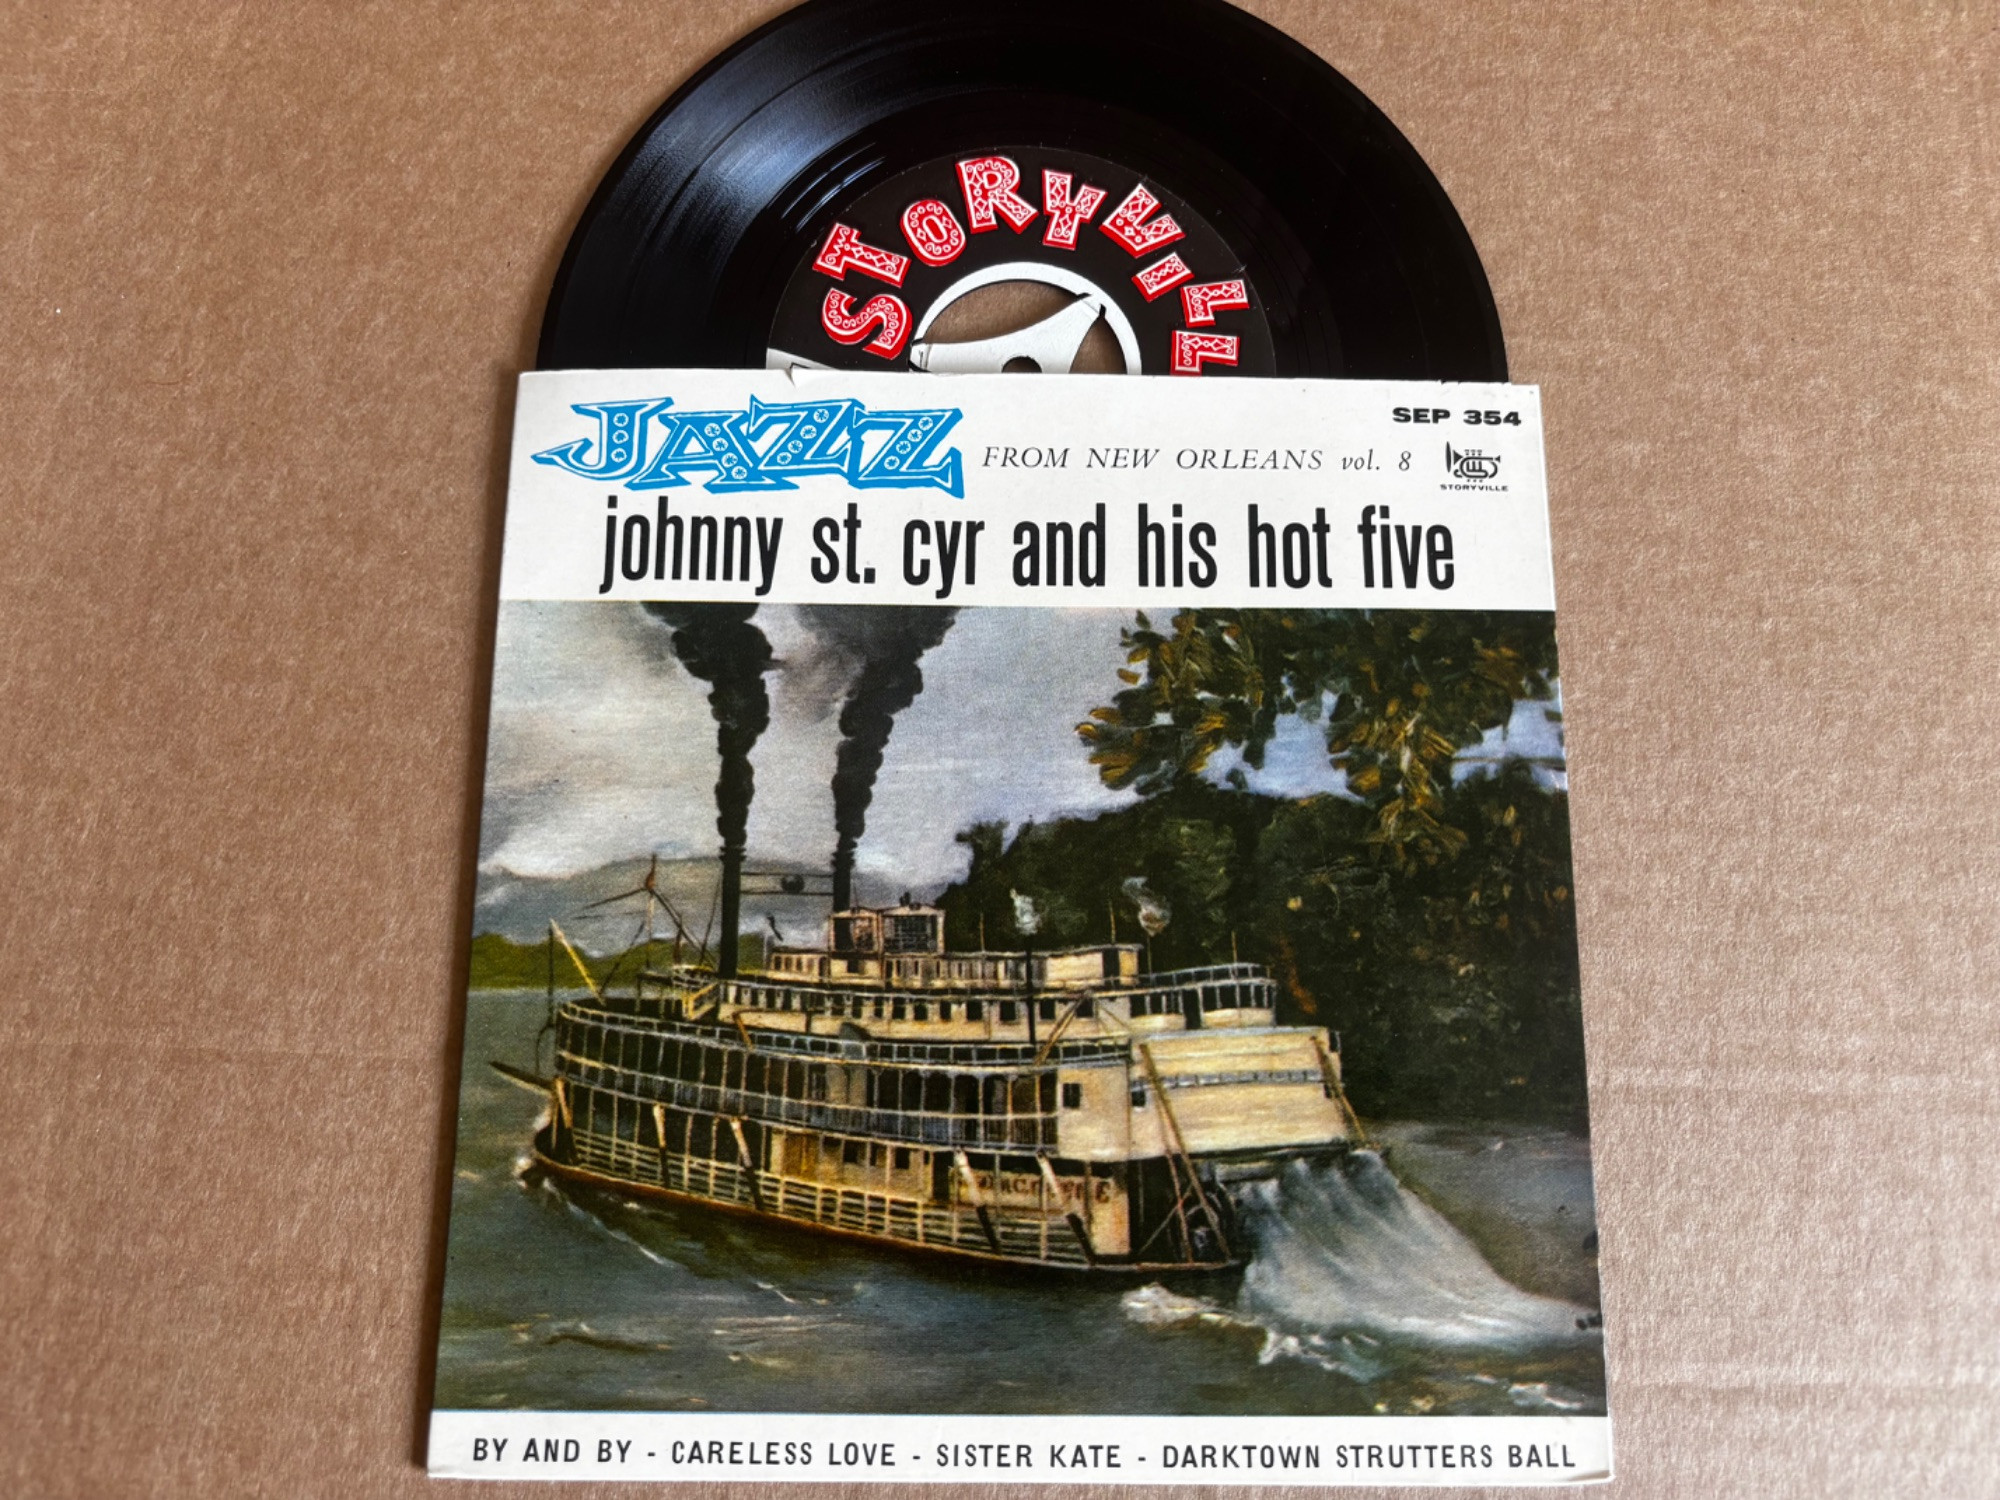 STORYVILL
JAZZ FROM NEW ORLEANS vol. 8
SEP 354
STORYVILLE
johnny st. cyr and his hot five
BY AND BY - CARELESS LOVE - SISTER KATE - DARKTOWN STRUTTERS BALL